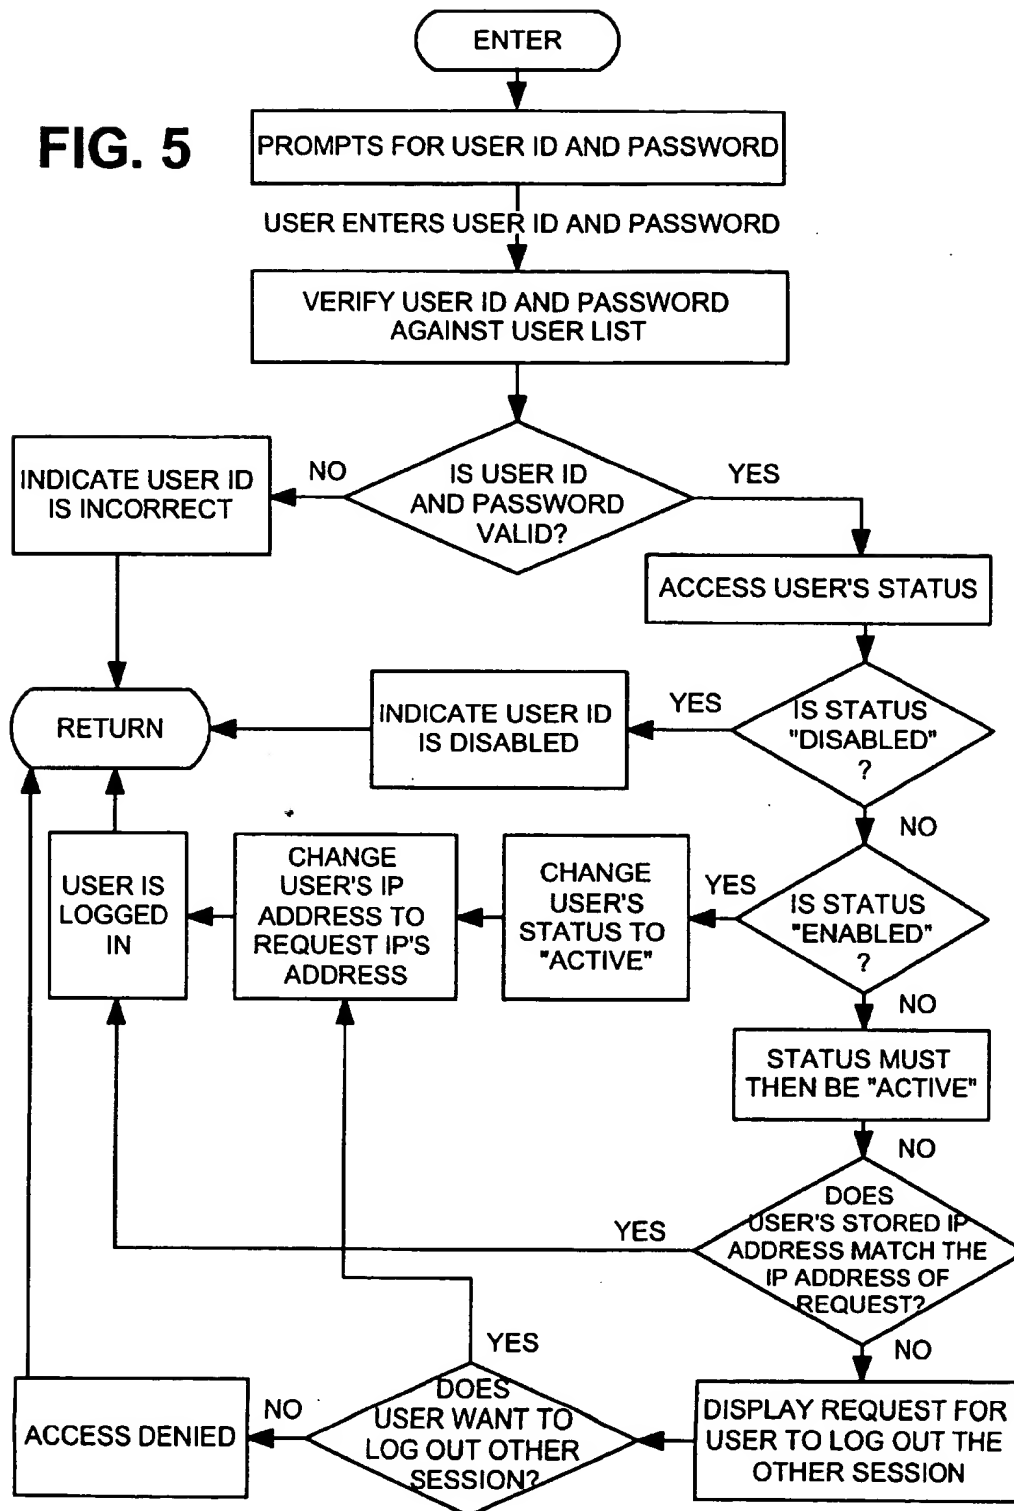 ENTER
FIG. 5
PROMPTS FOR USER ID AND PASSWORD
USER ENTERS USER ID AND PASSWORD
VERIFY USER ID AND PASSWORD
AGAINST USER LIST
INDICATE USER ID
IS INCORRECT
NO
IS USER ID
AND PASSWORD
VALID?
YES
ACCESS USER'S STATUS
RETURN
INDICATE USER ID
IS DISABLED
YES
IS STATUS
"DISABLED"
?
NO
USER IS
LOGGED
IN
CHANGE
USER'S IP
ADDRESS TO
REQUEST IP'S
ADDRESS
CHANGE
USER'S
STATUS TO
"ACTIVE"
YES
IS STATUS
"ENABLED"
?
NO
STATUS MUST
THEN BE "ACTIVE"
NO
YES
DOES
USER'S STORED IP
ADDRESS MATCH THE
IP ADDRESS OF
REQUEST?
NO
YES
ACCESS DENIED
NO
DOES
USER WANT TO
LOG OUT OTHER
SESSION?
DISPLAY REQUEST FOR
USER TO LOG OUT THE
OTHER SESSION